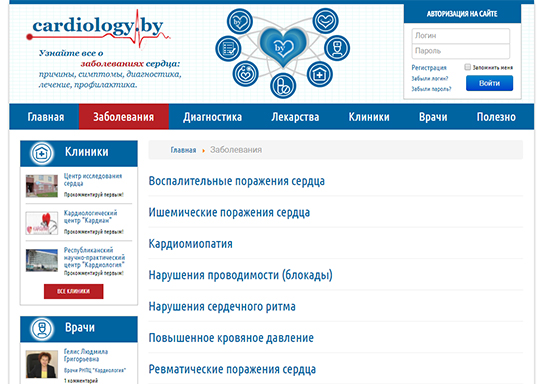 cardiology.by
Узнайте все о
заболеваниях сердца:
причины, симптомы, диагностика,
лечение, профилактика.
by
АВТОРИЗАЦИЯ НА САЙТЕ
Логин
Пароль
Регистрация
Запомнить меня
Забыли логин?
Забыли пароль?
Войти
Главная Заболевания Диагностика Лекарства Клиники Врачи Полезно
Клиники
Центр исследования
сердца
Прокомментируй первым!
Кардиологический
центр "Кардиан"
Прокомментируй первым!
Республиканский
научно-практический
центр "Кардиология"
Прокомментируй первым!
ВСЕ КЛИНИКИ
Врачи
Гелис Людмила
Григорьевна
Врачи РНПЦ "Кардиология"
1 комментарий
Главная Заболевания
Воспалительные поражения сердца
Ишемические поражения сердца
Кардиомиопатия
Нарушения проводимости (блокады)
Нарушения сердечного ритма
Повышенное кровяное давление
Ревматические поражения сердца